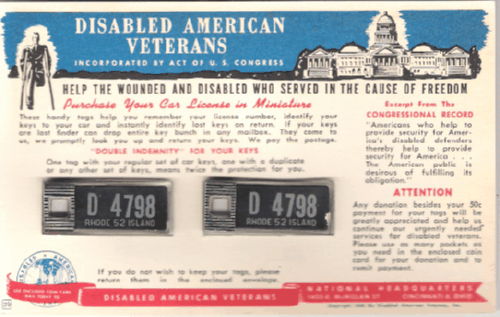 DISABLED AMERICAN
VETERANS
INCORPORATED BY ACT OF U. S. CONGRESS
HELP THE WOUNDED AND DISABLED WHO SERVED IN THE CAUSE OF FREEDOM
Purchase Your Car License in Miniature
These handy tags help you remember your license number, identify your
keys to your car and instantly identify lost keys on return. If your keys
are lost finder can drop entire key bunch in any mailbox. They come to
us, we promptly look you up and return your keys. We pay the postage.
"DOUBLE INDEMNITY" FOR YOUR KEYS
One tag with your regular set of car keys, one with a duplicate
or any other set of keys, means twice the protection for you.
D 4798
RHODE 52 ISLAND
D 4798
RHODE 52 ISLAND
If you do not wish to keep your tags, please
return them in the enclosed envelope.
Excerpt From The
CONGRESSIONAL RECORD
"Americans who help to
provide security for Amer-
ica's disabled defenders
thereby help to provide
security for America . . .
The American public is
desirous of fulfilling its
obligation."
ATTENTION
Any donation besides your 50c
payment for your tags will be
greatly appreciated and help us
continue our urgently needed
services for disabled veterans.
Please use as many packets as
you need in the enclosed coin
card for your donation and to
remit payment.
DISABLED AMERICAN VETERANS
NATIONAL HEADQUARTERS
CINCINNATI 6, OHIO